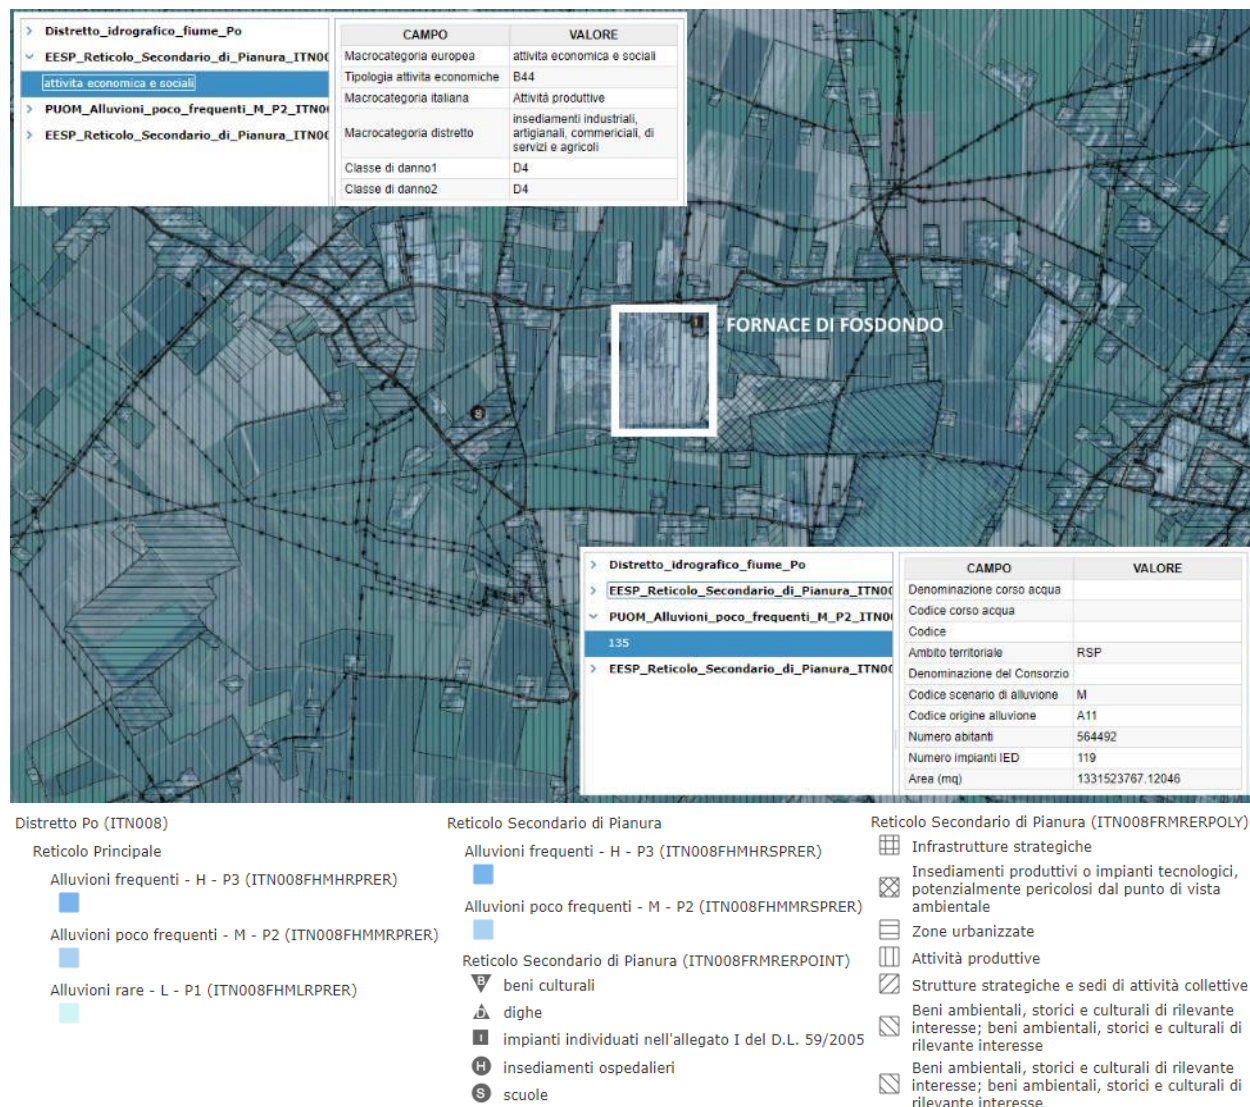 Distretto_idrografico_fiume_Po
EESP_Reticolo_Secondario_di_Pianura_ITN00
attivita economica e sociali
PUOM_Alluvioni_poco_frequenti_M_P2_ITN00
EESP_Reticolo_Secondario_di_Pianura_ITN00
CAMPO VALORE
Macrocategoria europea attivita economica e sociali
Tipologia attivita economiche B44
Macrocategoria italiana Attività produttive
Macrocategoria distretto insediamenti industriali,
artigianali, commericiali, di
servizi e agricoli
Classe di danno1 D4
Classe di danno2 D4
I
FORNACE DI FOSDONDO
S
Distretto_idrografico_fiume_Po
EESP_Reticolo_Secondario_di_Pianura_ITN00
PUOM_Alluvioni_poco_frequenti_M_P2_ITN00
135
EESP_Reticolo_Secondario_di_Pianura_ITN00
CAMPO VALORE
Denominazione corso acqua
Codice corso acqua
Codice
Ambito territoriale RSP
Denominazione del Consorzio
Codice scenario di alluvione M
Codice origine alluvione A11
Numero abitanti 564492
Numero impianti IED 119
Area (mq) 1331523767.12046
Distretto Po (ITN008)
Reticolo Principale
Alluvioni frequenti - H - P3 (ITN008FHMHRPRER)
Alluvioni poco frequenti - M - P2 (ITN008FHMMRPRER)
Alluvioni rare - L - P1 (ITN008FHMLRPRER)
Reticolo Secondario di Pianura
Alluvioni frequenti - H - P3 (ITN008FHMHRSPRER)
Alluvioni poco frequenti - M - P2 (ITN008FHMMRSPRER)
Reticolo Secondario di Pianura (ITN008FRMRERPOINT)
B beni culturali
D dighe
I impianti individuati nell'allegato I del D.L. 59/2005
H insediamenti ospedalieri
S scuole
Reticolo Secondario di Pianura (ITN008FRMRERPOLY)
Infrastrutture strategiche
Insediamenti produttivi o impianti tecnologici,
potenzialmente pericolosi dal punto di vista
ambientale
Zone urbanizzate
Attività produttive
Strutture strategiche e sedi di attività collettive
Beni ambientali, storici e culturali di rilevante
interesse; beni ambientali, storici e culturali di
rilevante interesse
Beni ambientali, storici e culturali di rilevante
interesse; beni ambientali, storici e culturali di
rilevante interesse